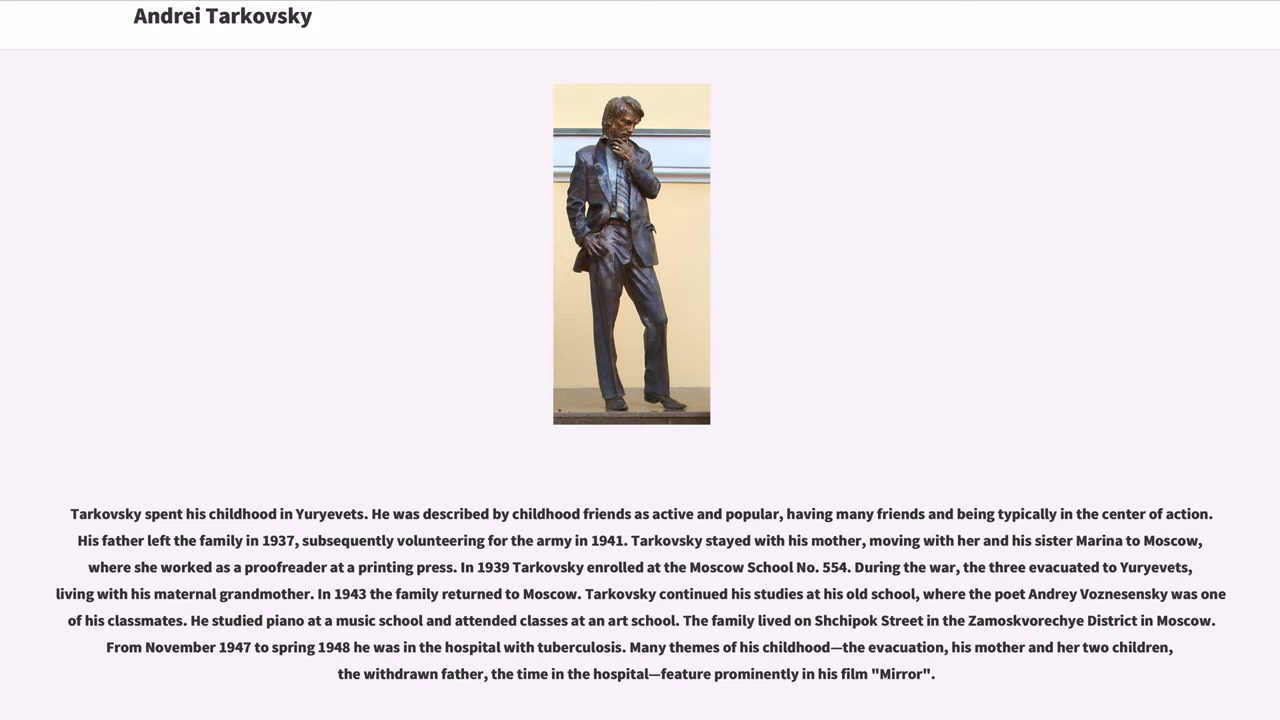 Andrei Tarkovsky
Tarkovsky spent his childhood in Yuryevets. He was described by childhood friends as active and popular, having many friends and being typically in the center of action.
His father left the family in 1937, subsequently volunteering for the army in 1941. Tarkovsky stayed with his mother, moving with her and his sister Marina to Moscow,
where she worked as a proofreader at a printing press. In 1939 Tarkovsky enrolled at the Moscow School No. 554. During the war, the three evacuated to Yuryevets,
living with his maternal grandmother. In 1943 the family returned to Moscow. Tarkovsky continued his studies at his old school, where the poet Andrey Voznesensky was one
of his classmates. He studied piano at a music school and attended classes at an art school. The family lived on Shchipok Street in the Zamoskvorechye District in Moscow.
From November 1947 to spring 1948 he was in the hospital with tuberculosis. Many themes of his childhood—the evacuation, his mother and her two children,
the withdrawn father, the time in the hospital—feature prominently in his film "Mirror".